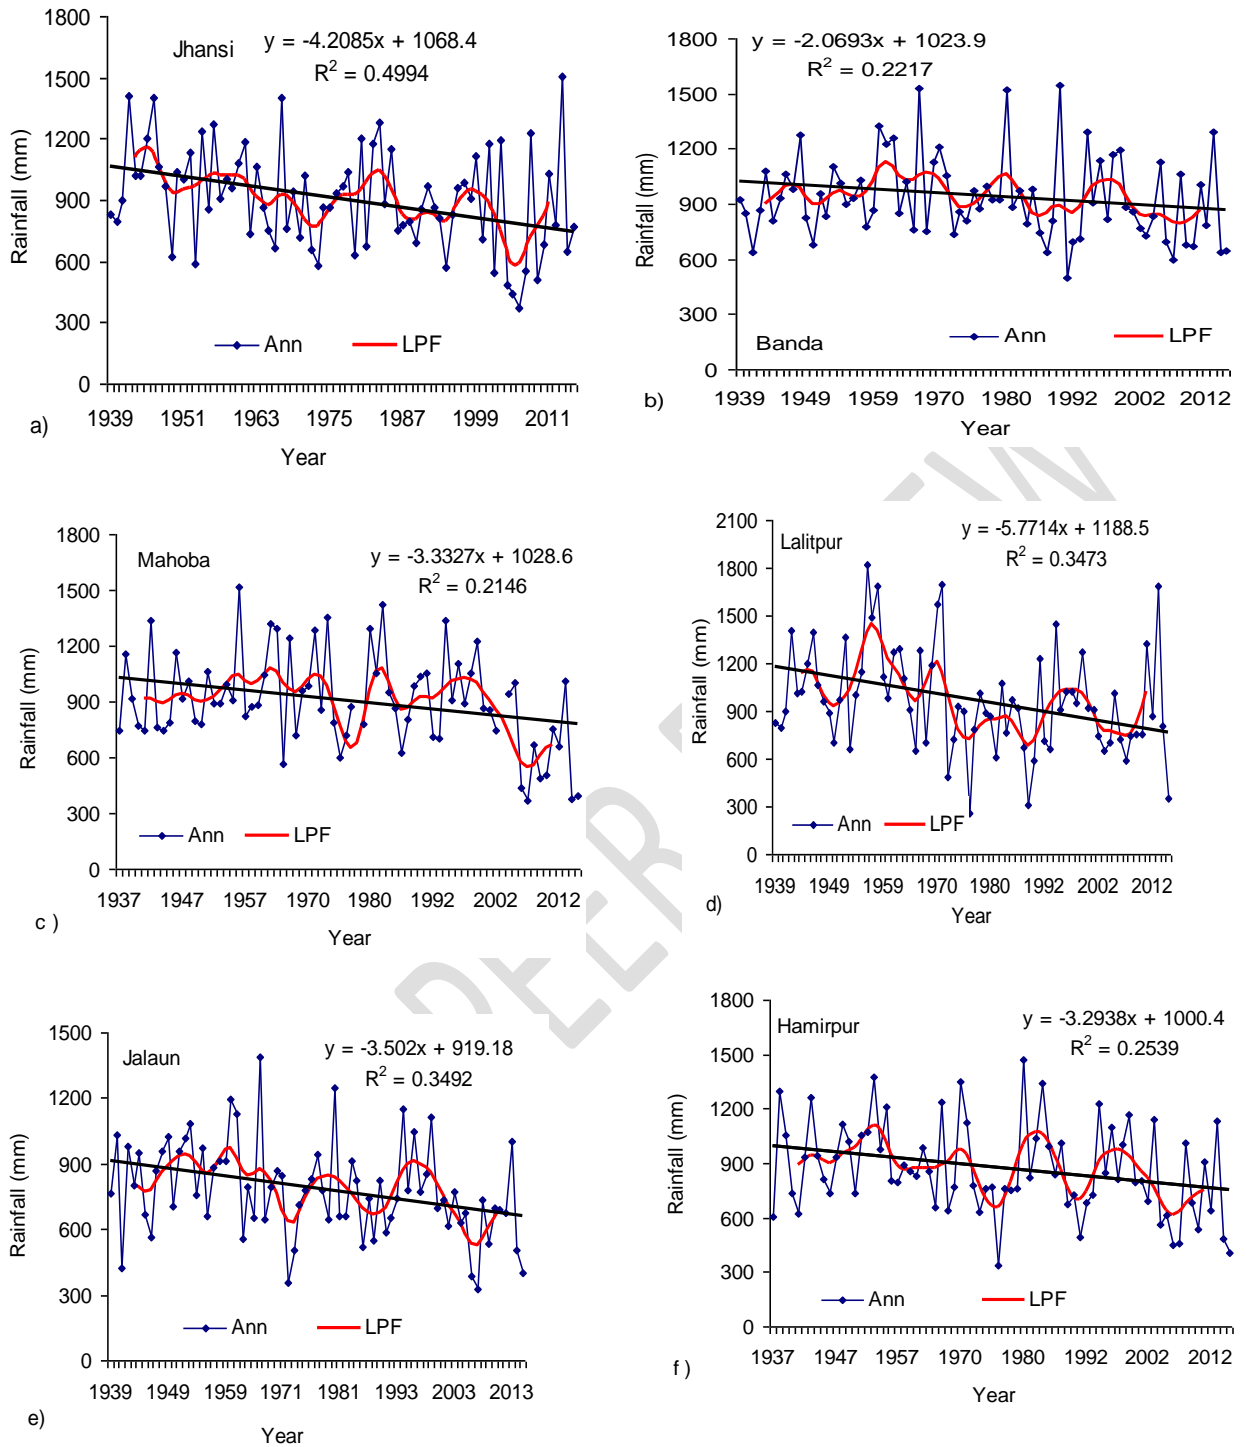 1800
1500
1200
900
600
300
0
Rainfall (mm)
Jhansi
y = -4.2085x + 1068.4
R² = 0.4994
Ann
LPF
1939 1951 1963 1975 1987 1999 2011
a)
Year
1800
1500
1200
900
600
300
0
Rainfall (mm)
y = -2.0693x + 1023.9
R² = 0.2217
Ann
LPF
Banda
1939 1949 1959 1970 1980 1992 2002 2012
b)
Year
1800
1500
1200
900
600
300
0
Rainfall (mm)
Mahoba
y = -3.3327x + 1028.6
R² = 0.2146
Ann
LPF
1937 1947 1957 1970 1980 1992 2002 2012
c )
Year
2100
1800
1500
1200
900
600
300
0
Rainfall (mm)
Lalitpur
y = -5.7714x + 1188.5
R² = 0.3473
Ann
LPF
1939 1949 1959 1970 1980 1992 2002 2012
d)
Year
1500
1200
900
600
300
0
Rainfall (mm)
Jalaun
y = -3.502x + 919.18
R² = 0.3492
Ann
LPF
1939 1949 1959 1971 1981 1993 2003 2013
e)
Year
1800
1500
1200
900
600
300
0
Rainfall (mm)
Hamirpur
y = -3.2938x + 1000.4
R² = 0.2539
Ann
LPF
1937 1947 1957 1970 1980 1992 2002 2012
f )
Year